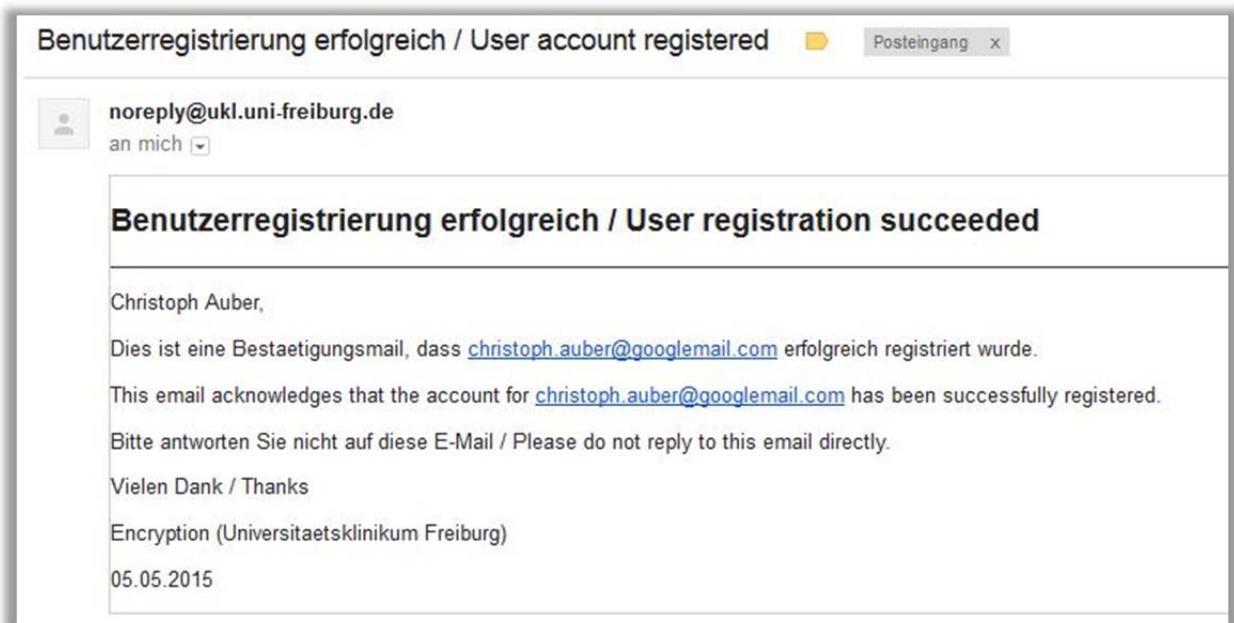 Benutzerregistrierung erfolgreich / User account registered Posteingang x
noreply@ukl.uni-freiburg.de
an mich
Benutzerregistrierung erfolgreich / User registration succeeded
Christoph Auber,
Dies ist eine Bestaetigungsmail, dass christoph.auber@googlemail.com erfolgreich registriert wurde.
This email acknowledges that the account for christoph.auber@googlemail.com has been successfully registered.
Bitte antworten Sie nicht auf diese E-Mail / Please do not reply to this email directly.
Vielen Dank / Thanks
Encryption (Universitaetsklinikum Freiburg)
05.05.2015